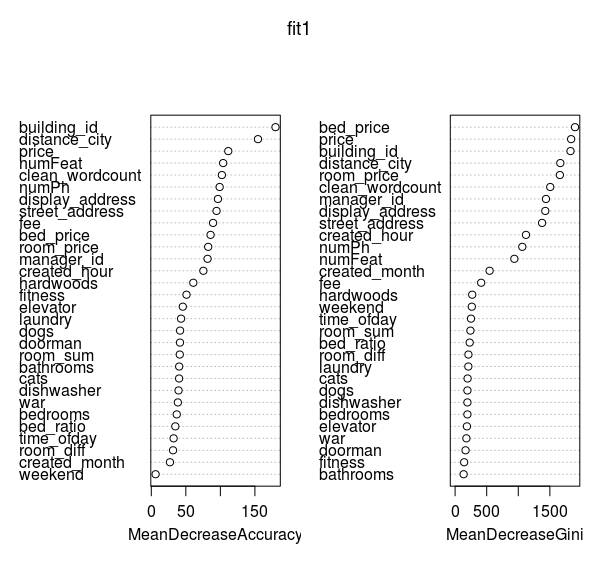 fit1
building_id
distance_city
price
numFeat
clean_wordcount
numPh
display_address
street_address
fee
bed_price
room_price
manager_id
created_hour
hardwoods
fitness
elevator
laundry
dogs
doorman
room_sum
bathrooms
cats
dishwasher
war
bedrooms
bed_ratio
time_ofday
room_diff
created_month
weekend
0
50
150
MeanDecreaseAccuracy
bed_price
price
building_id
distance_city
room_price
clean_wordcount
manager_id
display_address
street_address
created_hour
numPh
numFeat
created_month
fee
hardwoods
weekend
time_ofday
room_sum
bed_ratio
room_diff
laundry
cats
dogs
dishwasher
bedrooms
elevator
war
doorman
fitness
bathrooms
0
500
1500
MeanDecreaseGini